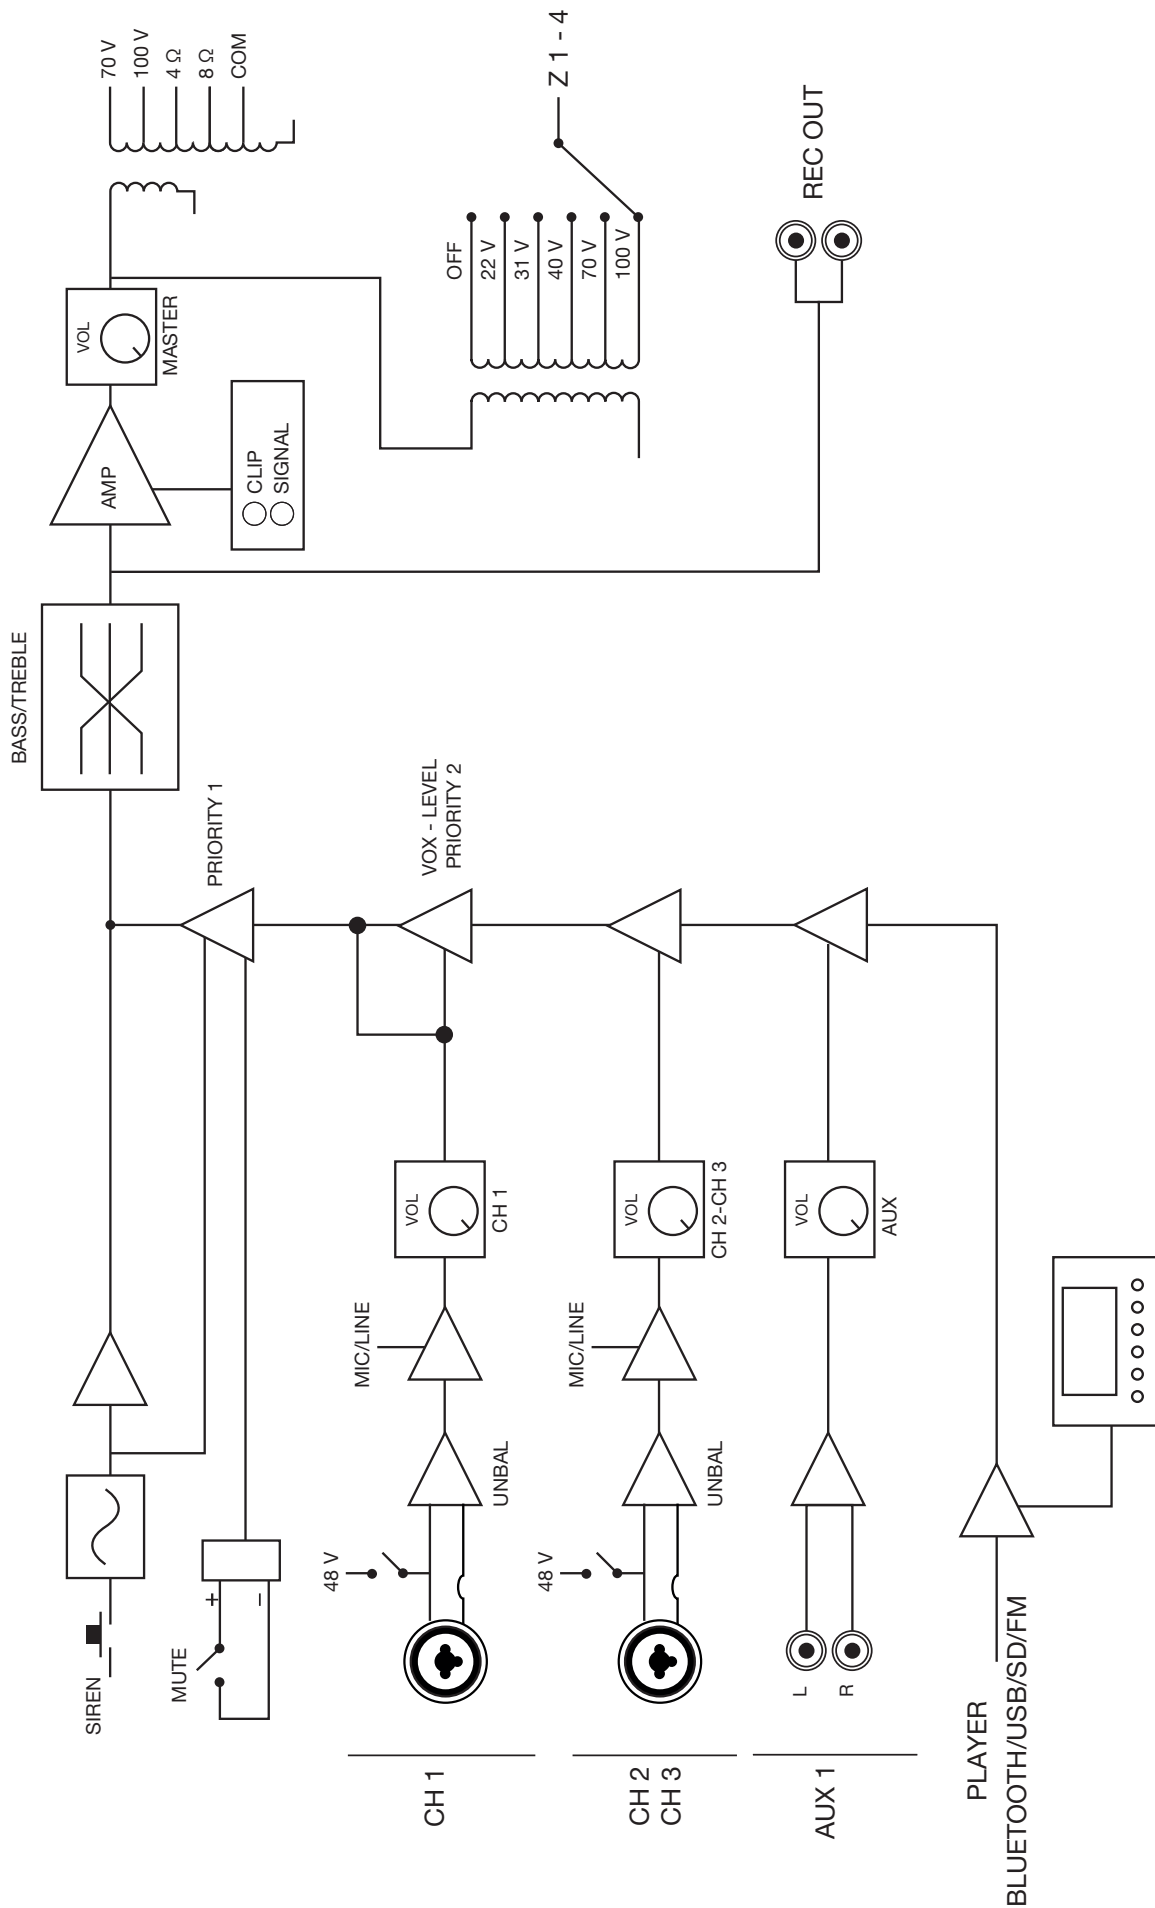 SIREN
MUTE
+
–
PRIORITY 1
BASS/TREBLE
AMP
CLIP
SIGNAL
VOL
MASTER
70 V
100 V
4 Ω
8 Ω
COM
CH 1
48 V
UNBAL
MIC/LINE
VOL
CH 1
VOX - LEVEL
PRIORITY 2
OFF
22 V
31 V
40 V
70 V
100 V
Z 1 - 4
CH 2
CH 3
48 V
UNBAL
MIC/LINE
VOL
CH 2-CH 3
AUX 1
L
R
VOL
AUX
REC OUT
PLAYER
BLUETOOTH/USB/SD/FM